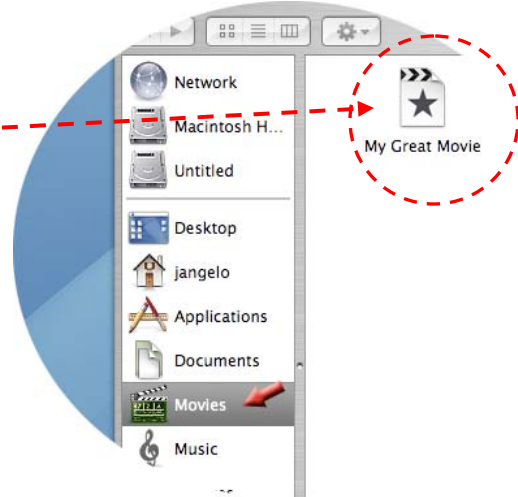 Network
Macintosh H...
Untitled
Desktop
jangelo
Applications
Documents
Movies
Music
My Great Movie